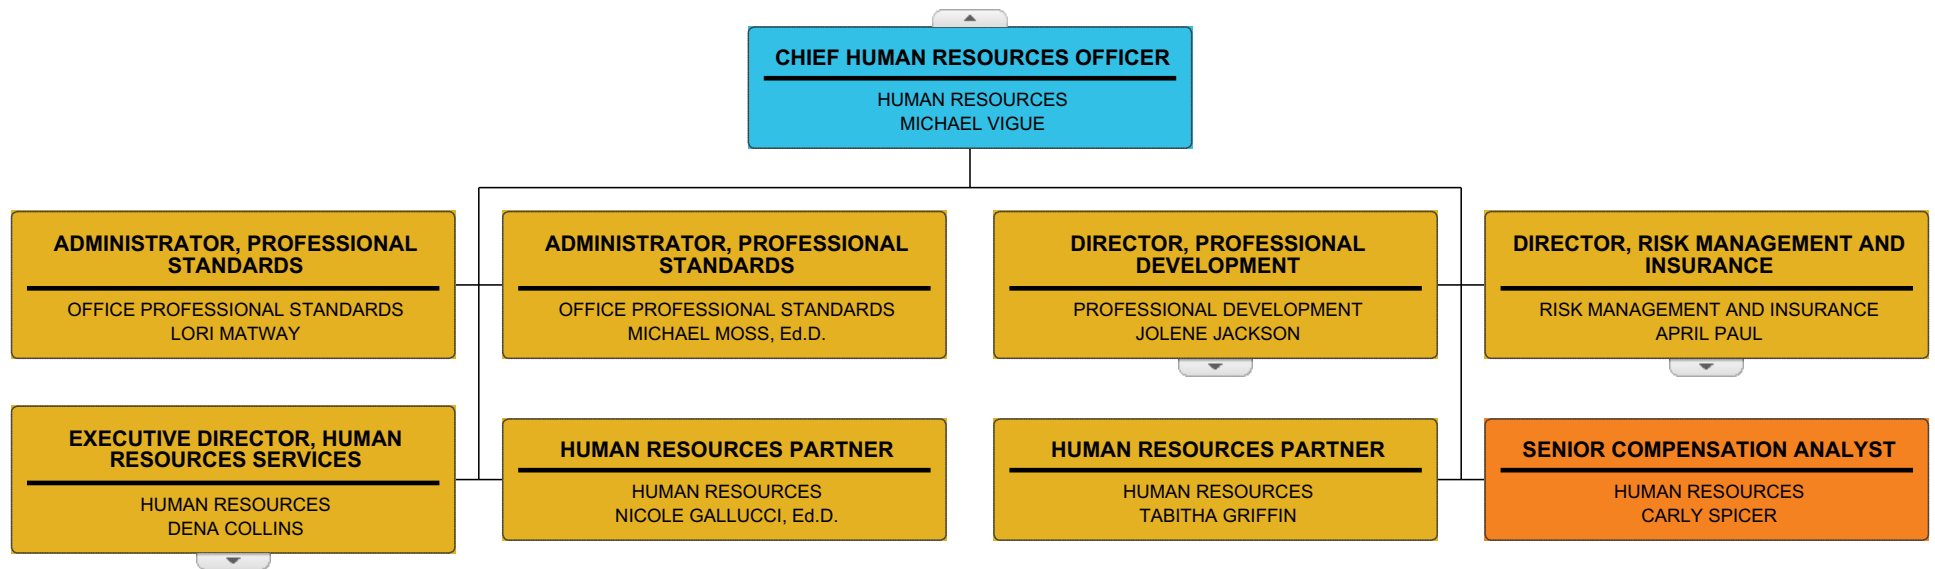 CHIEF HUMAN RESOURCES OFFICER
HUMAN RESOURCES
MICHAEL VIGUE
ADMINISTRATOR, PROFESSIONAL
STANDARDS
OFFICE PROFESSIONAL STANDARDS
LORI MATWAY
ADMINISTRATOR, PROFESSIONAL
STANDARDS
OFFICE PROFESSIONAL STANDARDS
MICHAEL MOSS, Ed.D.
DIRECTOR, PROFESSIONAL
DEVELOPMENT
PROFESSIONAL DEVELOPMENT
JOLENE JACKSON
DIRECTOR, RISK MANAGEMENT AND
INSURANCE
RISK MANAGEMENT AND INSURANCE
APRIL PAUL
EXECUTIVE DIRECTOR, HUMAN
RESOURCES SERVICES
HUMAN RESOURCES
DENA COLLINS
HUMAN RESOURCES PARTNER
HUMAN RESOURCES
NICOLE GALLUCCI, Ed.D.
HUMAN RESOURCES PARTNER
HUMAN RESOURCES
TABITHA GRIFFIN
SENIOR COMPENSATION ANALYST
HUMAN RESOURCES
CARLY SPICER